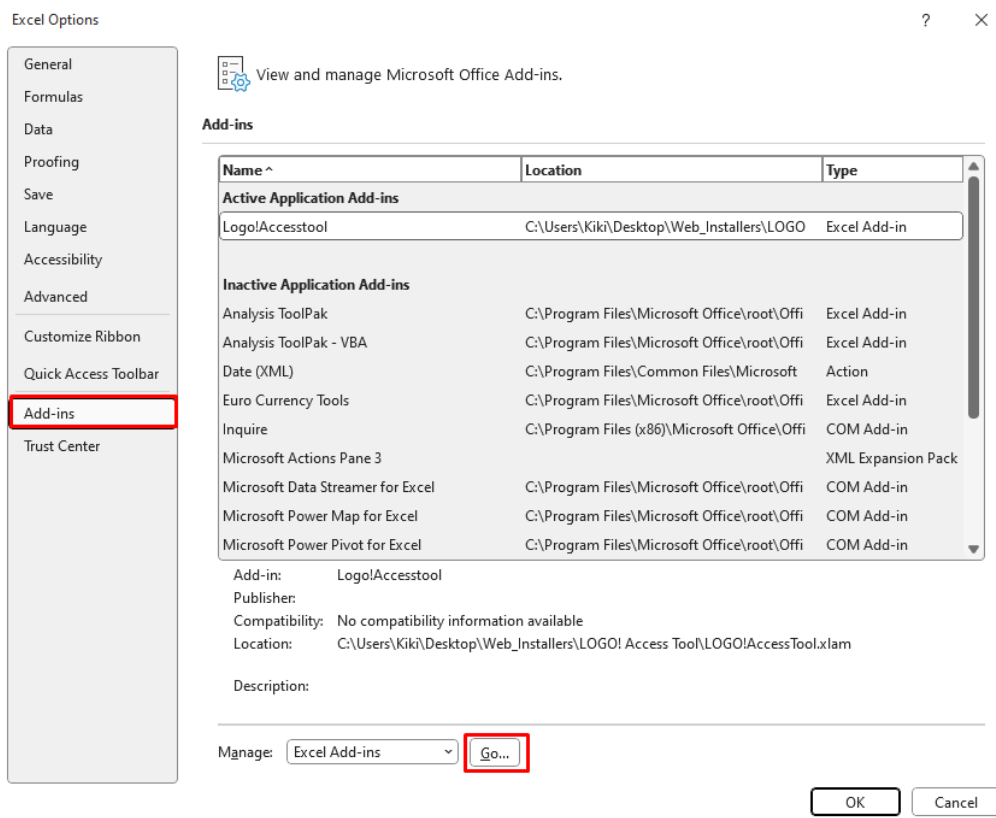 Excel Options ? ×
General
Formulas
Data
Proofing
Save
Language
Accessibility
Advanced
Customize Ribbon
Quick Access Toolbar
Add-ins
Trust Center
View and manage Microsoft Office Add-ins.
Add-ins
Name Location Type
Active Application Add-ins
Logo!Accesstool C:\Users\Kiki\Desktop\Web_Installers\LOGO Excel Add-in
Inactive Application Add-ins
Analysis ToolPak C:\Program Files\Microsoft Office\root\Offi Excel Add-in
Analysis ToolPak - VBA C:\Program Files\Microsoft Office\root\Offi Excel Add-in
Date (XML) C:\Program Files\Common Files\Microsoft Action
Euro Currency Tools C:\Program Files\Microsoft Office\root\Offi Excel Add-in
Inquire C:\Program Files (x86)\Microsoft Office\Offi COM Add-in
Microsoft Actions Pane 3 XML Expansion Pack
Microsoft Data Streamer for Excel C:\Program Files\Microsoft Office\root\Offi COM Add-in
Microsoft Power Map for Excel C:\Program Files\Microsoft Office\root\Offi COM Add-in
Microsoft Power Pivot for Excel C:\Program Files\Microsoft Office\root\Offi COM Add-in
Add-in: Logo!Accesstool
Publisher:
Compatibility: No compatibility information available
Location: C:\Users\Kiki\Desktop\Web_Installers\LOGO! Access Tool\LOGO!AccessTool.xlam
Description:
Manage: Excel Add-ins Go...
OK Cancel